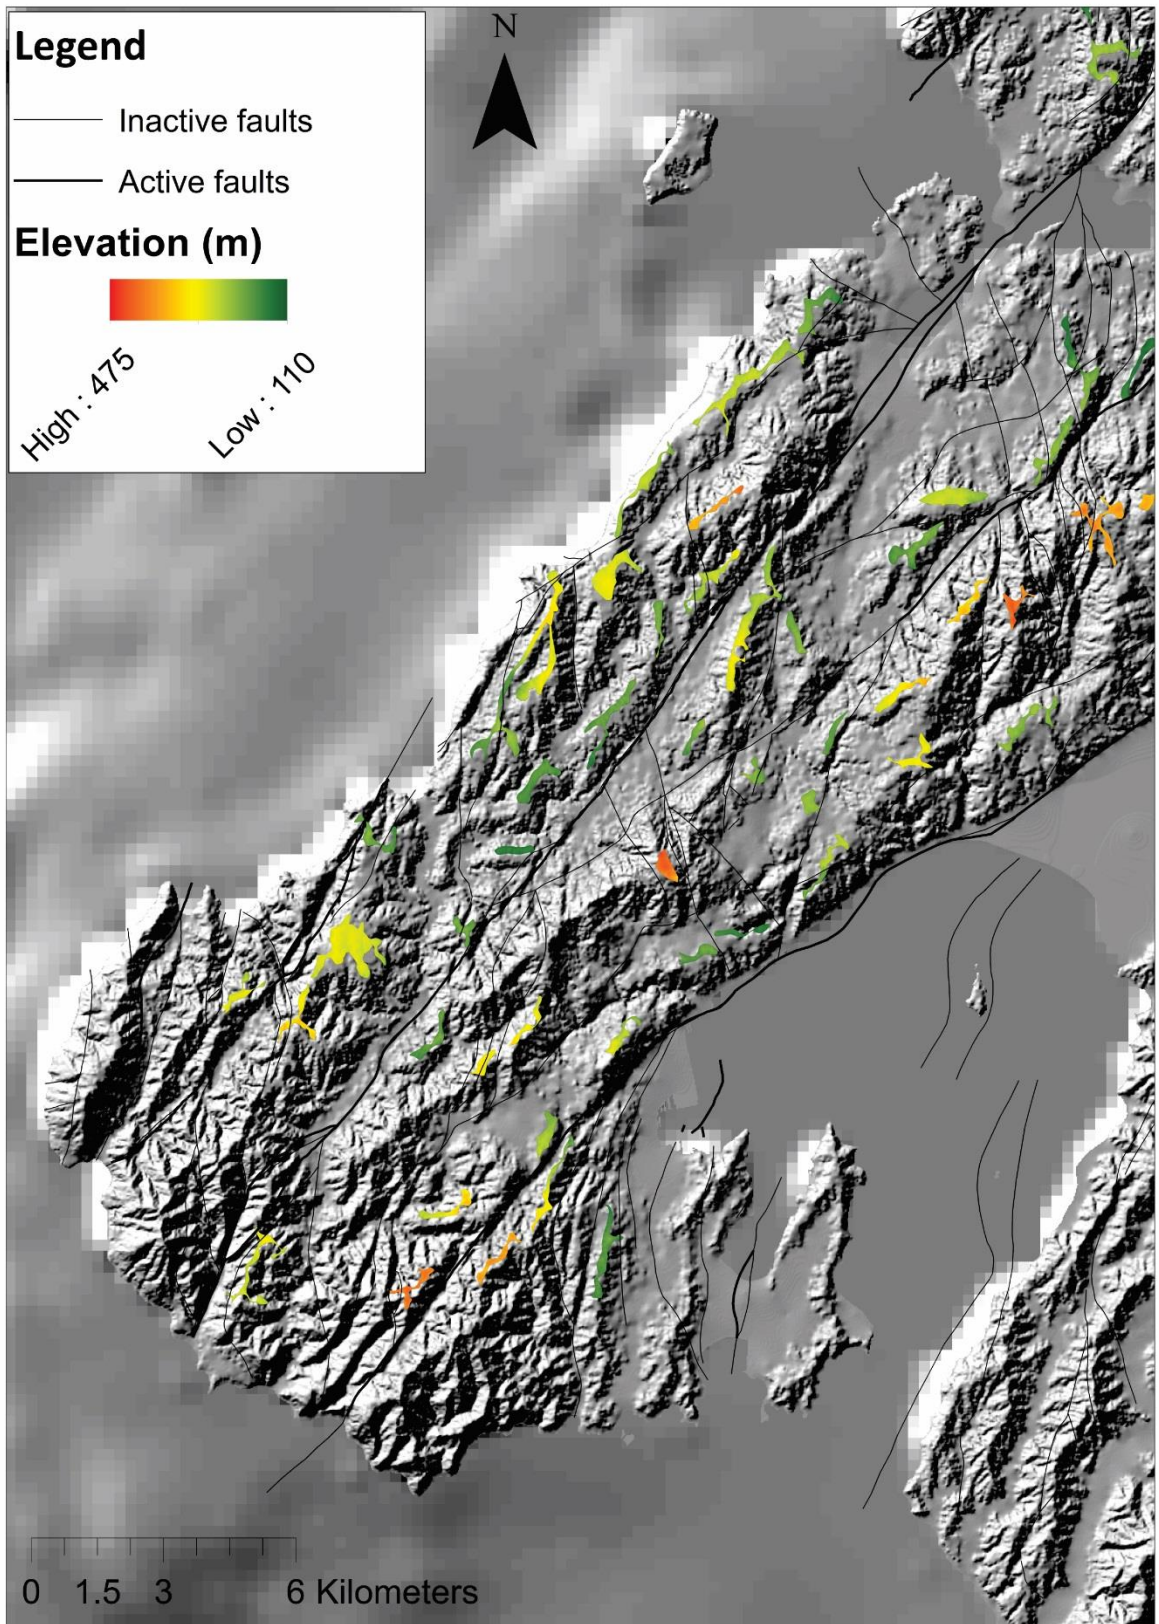 Legend
Inactive faults
Active faults
Elevation (m)
High : 475
Low : 110
N
0 1.5 3 6 Kilometers